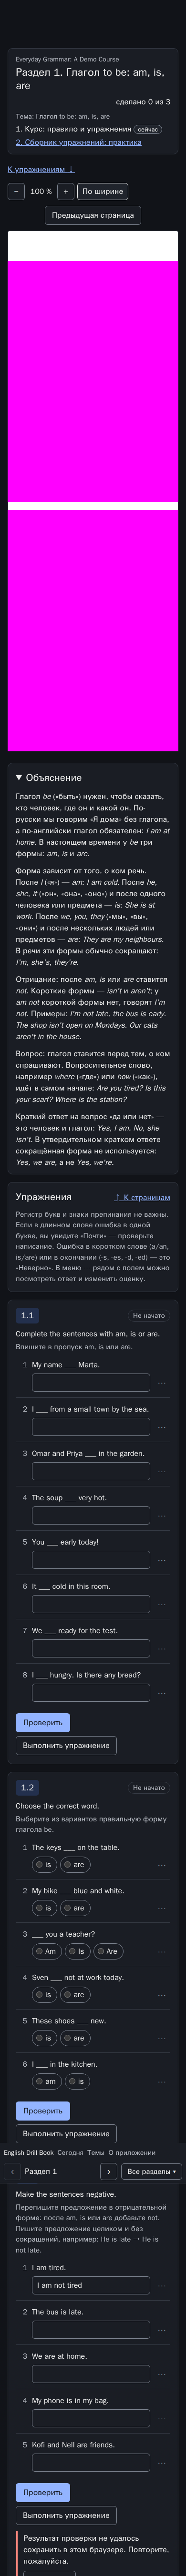 Everyday Grammar: A Demo Course
Раздел 1. Глагол to be: am, is,
are
сделано 0 из 3
Тема: Глагол to be: am, is, are
1. Курс: правило и упражнения сейчас
2. Сборник упражнений: практика
К упражнениям ↓
− 100 % + По ширине
Предыдущая страница
▼ Объяснение
Глагол be («быть») нужен, чтобы сказать,
кто человек, где он и какой он. По-
русски мы говорим «Я дома» без глагола,
а по-английски глагол обязателен: I am at
home. В настоящем времени у be три
формы: am, is и are.
Форма зависит от того, о ком речь.
После I («я») — am: I am cold. После he,
she, it («он», «она», «оно») и после одного
человека или предмета — is: She is at
work. После we, you, they («мы», «вы»,
«они») и после нескольких людей или
предметов — are: They are my neighbours.
В речи эти формы обычно сокращают:
I'm, she's, they're.
Отрицание: после am, is или are ставится
not. Короткие формы — isn't и aren't; у
am not короткой формы нет, говорят I'm
not. Примеры: I'm not late, the bus is early.
The shop isn't open on Mondays. Our cats
aren't in the house.
Вопрос: глагол ставится перед тем, о ком
спрашивают. Вопросительное слово,
например where («где») или how («как»),
идёт в самом начале: Are you tired? Is this
your scarf? Where is the station?
Краткий ответ на вопрос «да или нет» —
это человек и глагол: Yes, I am. No, she
isn't. В утвердительном кратком ответе
сокращённая форма не используется:
Yes, we are, а не Yes, we're.
Упражнения ↑ К страницам
Регистр букв и знаки препинания не важны.
Если в длинном слове ошибка в одной
букве, вы увидите «Почти» — проверьте
написание. Ошибка в коротком слове (a/an,
is/are) или в окончании (-s, -es, -d, -ed) — это
«Неверно». В меню ··· рядом с полем можно
посмотреть ответ и изменить оценку.
1.1 Не начато
Complete the sentences with am, is or are.
Впишите в пропуск am, is или are.
1 My name ___ Marta.
···
2 I ___ from a small town by the sea.
···
3 Omar and Priya ___ in the garden.
···
4 The soup ___ very hot.
···
5 You ___ early today!
···
6 It ___ cold in this room.
···
7 We ___ ready for the test.
···
8 I ___ hungry. Is there any bread?
···
Проверить
Выполнить упражнение
1.2 Не начато
Choose the correct word.
Выберите из вариантов правильную форму
глагола be.
1 The keys ___ on the table.
is are ···
2 My bike ___ blue and white.
is are ···
3 ___ you a teacher?
Am Is Are ···
4 Sven ___ not at work today.
is are ···
5 These shoes ___ new.
is are ···
6 I ___ in the kitchen.
am is ···
Проверить
Выполнить упражнение
English Drill Book Сегодня Темы О приложении
‹ Раздел 1 › Все разделы ▾
Make the sentences negative.
Перепишите предложение в отрицательной
форме: после am, is или are добавьте not.
Пишите предложение целиком и без
сокращений, например: He is late → He is
not late.
1 I am tired.
I am not tired ···
2 The bus is late.
···
3 We are at home.
···
4 My phone is in my bag.
···
5 Kofi and Nell are friends.
···
Проверить
Выполнить упражнение
Результат проверки не удалось
сохранить в этом браузере. Повторите,
пожалуйста.